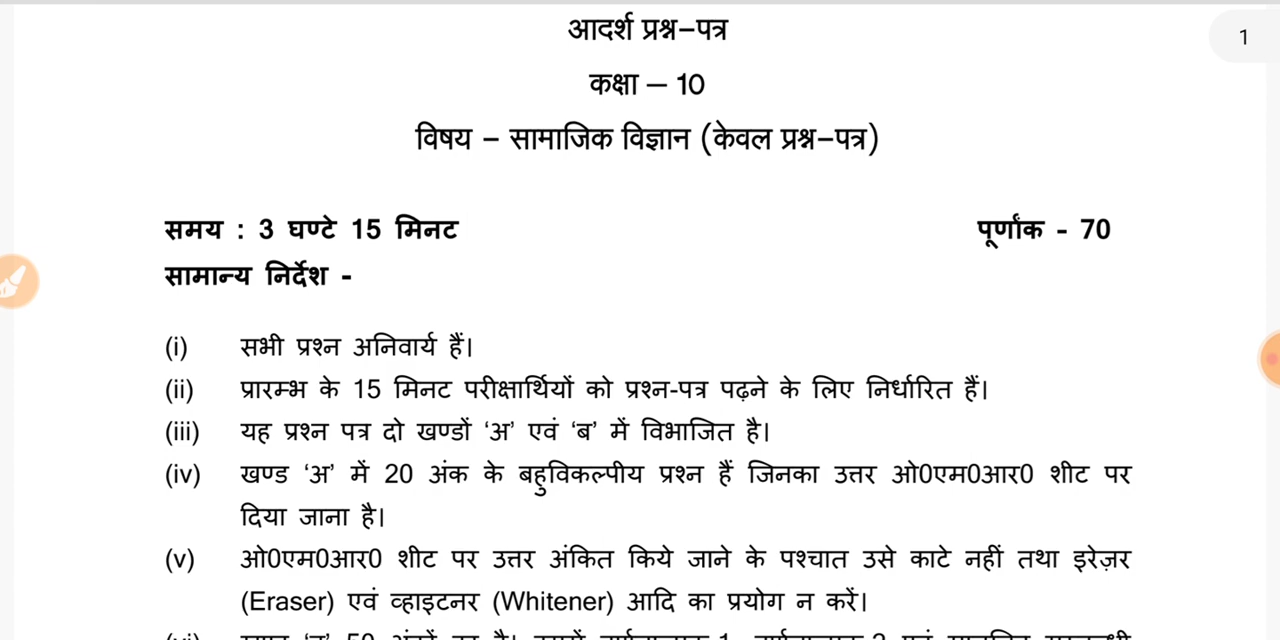 1
आदर्श प्रश्न–पत्र
कक्षा – 10
विषय – सामाजिक विज्ञान (केवल प्रश्न–पत्र)
समय : 3 घण्टे 15 मिनट पूर्णांक - 70
सामान्य निर्देश -
(i) सभी प्रश्न अनिवार्य हैं।
(ii) प्रारम्भ के 15 मिनट परीक्षार्थियों को प्रश्न-पत्र पढ़ने के लिए निर्धारित हैं।
(iii) यह प्रश्न पत्र दो खण्डों ‘अ’ एवं ‘ब’ में विभाजित है।
(iv) खण्ड ‘अ’ में 20 अंक के बहुविकल्पीय प्रश्न हैं जिनका उत्तर ओ0एम0आर0 शीट पर
दिया जाना है।
(v) ओ0एम0आर0 शीट पर उत्तर अंकित किये जाने के पश्चात उसे काटे नहीं तथा इरेज़र
(Eraser) एवं व्हाइटनर (Whitener) आदि का प्रयोग न करें।